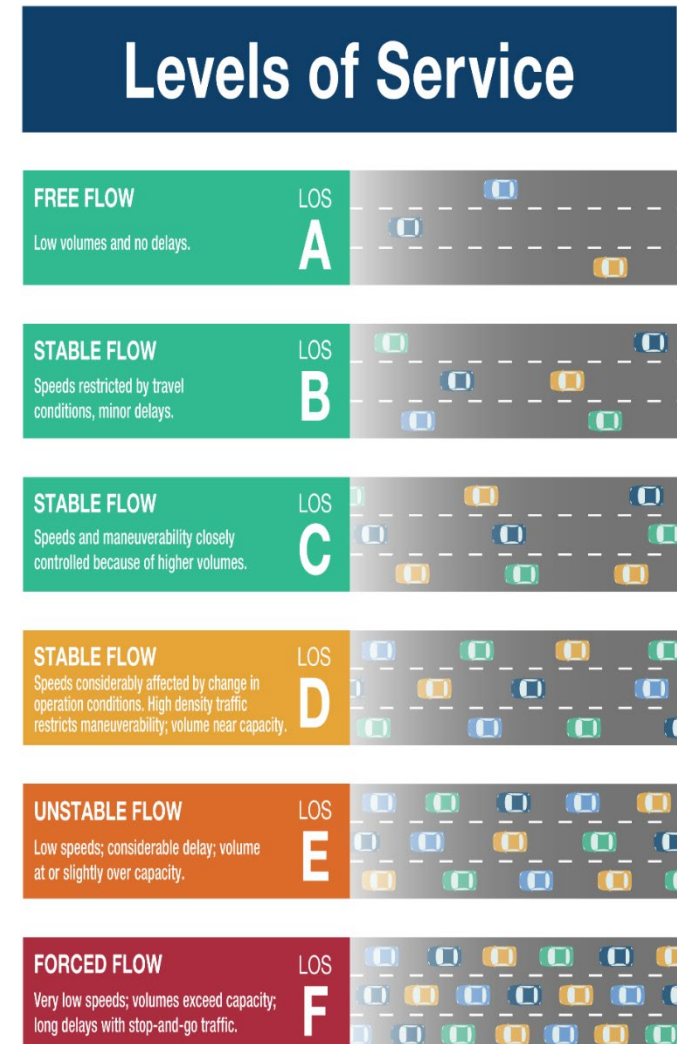 Levels of Service
FREE FLOW
Low volumes and no delays.
LOS
A
STABLE FLOW
Speeds restricted by travel
conditions, minor delays.
LOS
B
STABLE FLOW
Speeds and maneuverability closely
controlled because of higher volumes.
LOS
C
STABLE FLOW
Speeds considerably affected by change in
operation conditions. High density traffic
restricts maneuverability; volume near capacity.
LOS
D
UNSTABLE FLOW
Low speeds; considerable delay; volume
at or slightly over capacity.
LOS
E
FORCED FLOW
Very low speeds; volumes exceed capacity;
long delays with stop-and-go traffic.
LOS
F